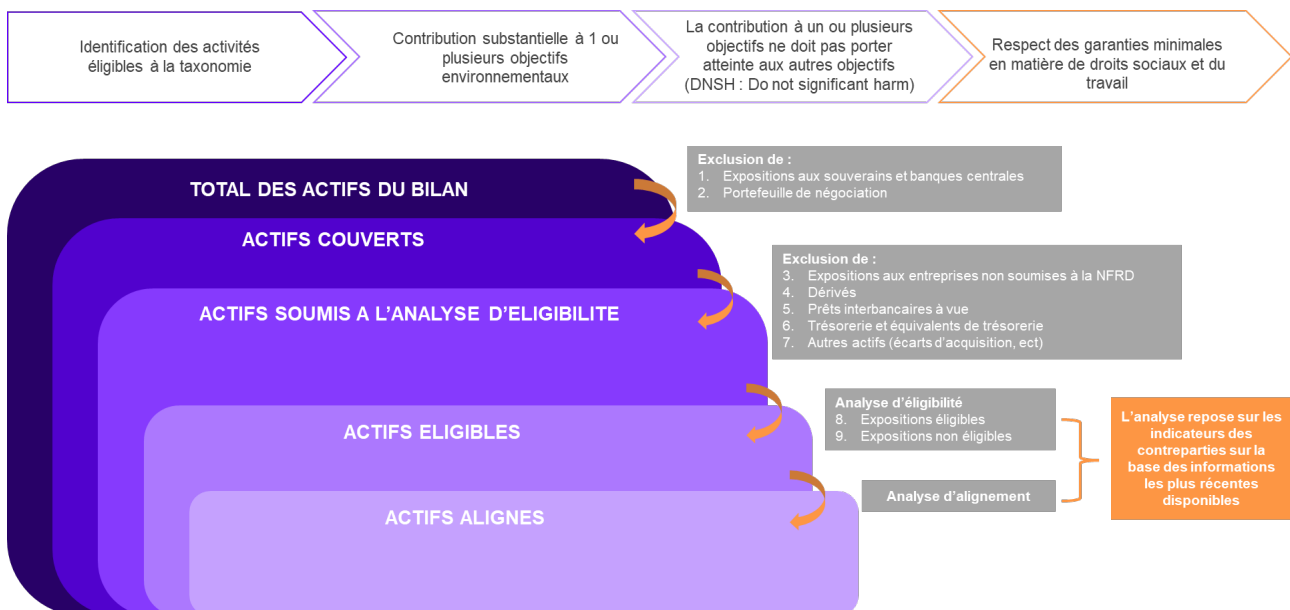 Identification des activités
éligibles à la taxonomie
Contribution substantielle à 1 ou
plusieurs objectifs
environnementaux
La contribution à un ou plusieurs
objectifs ne doit pas porter
atteinte aux autres objectifs
(DNSH : Do not significant harm)
Respect des garanties minimales
en matière de droits sociaux et du
travail
TOTAL DES ACTIFS DU BILAN
Exclusion de :
1. Expositions aux souverains et banques centrales
2. Portefeuille de négociation
ACTIFS COUVERTS
Exclusion de :
3. Expositions aux entreprises non soumises à la NFRD
4. Dérivés
5. Prêts interbancaires à vue
6. Trésorerie et équivalents de trésorerie
7. Autres actifs (écarts d'acquisition, ect)
ACTIFS SOUMIS A L'ANALYSE D'ELIGIBILITE
Analyse d'éligibilité
8. Expositions éligibles
9. Expositions non éligibles
ACTIFS ELIGIBLES
L'analyse repose sur les
indicateurs des
contreparties sur la
base des informations
les plus récentes
disponibles
Analyse d'alignement
ACTIFS ALIGNES